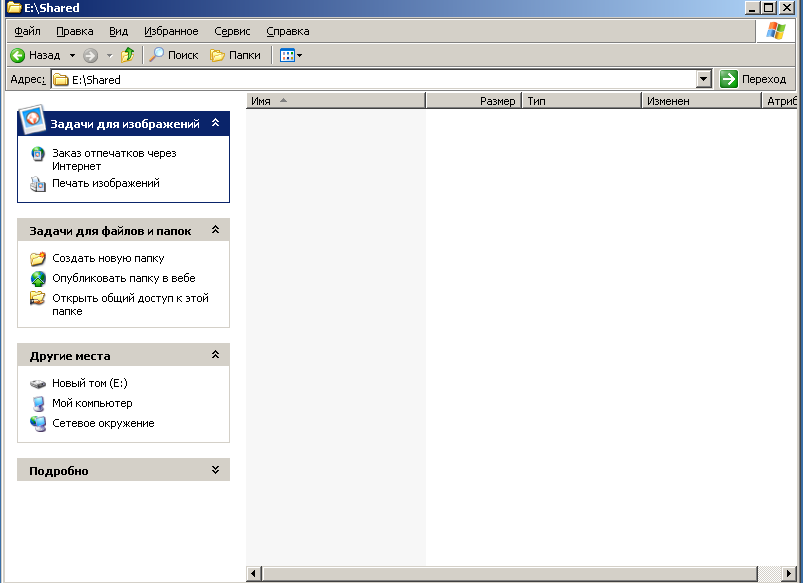 E:\Shared
Файл Правка Вид Избранное Сервис Справка
Назад Поиск Папки
Адрес: E:\Shared Переход
Имя Размер Тип Изменен Атриб
Задачи для изображений
Заказ отпечатков через
Интернет
Печать изображений
Задачи для файлов и папок
Создать новую папку
Опубликовать папку в вебе
Открыть общий доступ к этой
папке
Другие места
Новый том (E:)
Мой компьютер
Сетевое окружение
Подробно